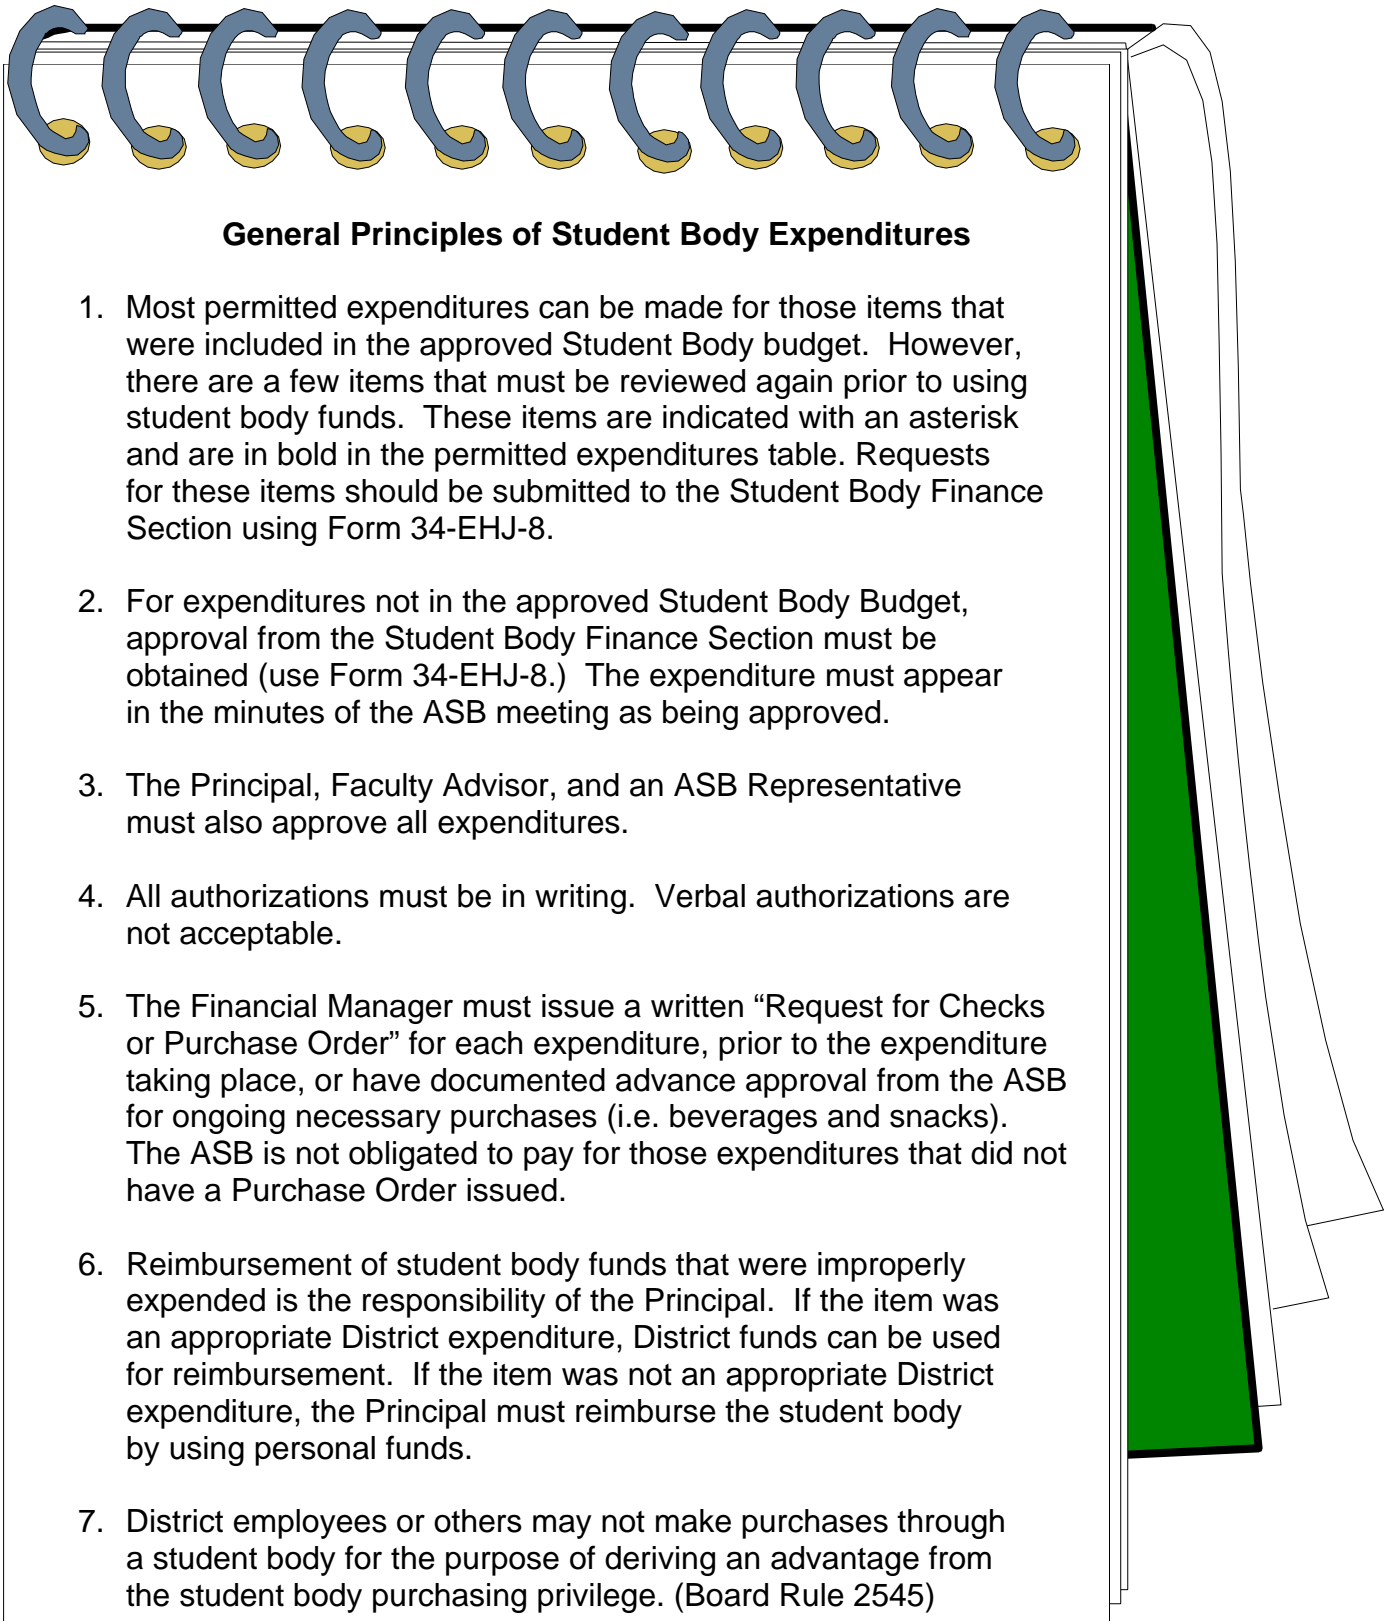 General Principles of Student Body Expenditures
1. Most permitted expenditures can be made for those items that
were included in the approved Student Body budget.  However,
there are a few items that must be reviewed again prior to using
student body funds.  These items are indicated with an asterisk
and are in bold in the permitted expenditures table. Requests
for these items should be submitted to the Student Body Finance
Section using Form 34-EHJ-8.
2. For expenditures not in the approved Student Body Budget,
approval from the Student Body Finance Section must be
obtained (use Form 34-EHJ-8.)  The expenditure must appear
in the minutes of the ASB meeting as being approved.
3. The Principal, Faculty Advisor, and an ASB Representative
must also approve all expenditures.
4. All authorizations must be in writing.  Verbal authorizations are
not acceptable.
5. The Financial Manager must issue a written “Request for Checks
or Purchase Order” for each expenditure, prior to the expenditure
taking place, or have documented advance approval from the ASB
for ongoing necessary purchases (i.e. beverages and snacks).
The ASB is not obligated to pay for those expenditures that did not
have a Purchase Order issued.
6. Reimbursement of student body funds that were improperly
expended is the responsibility of the Principal.  If the item was
an appropriate District expenditure, District funds can be used
for reimbursement.  If the item was not an appropriate District
expenditure, the Principal must reimburse the student body
by using personal funds.
7. District employees or others may not make purchases through
a student body for the purpose of deriving an advantage from
the student body purchasing privilege. (Board Rule 2545)